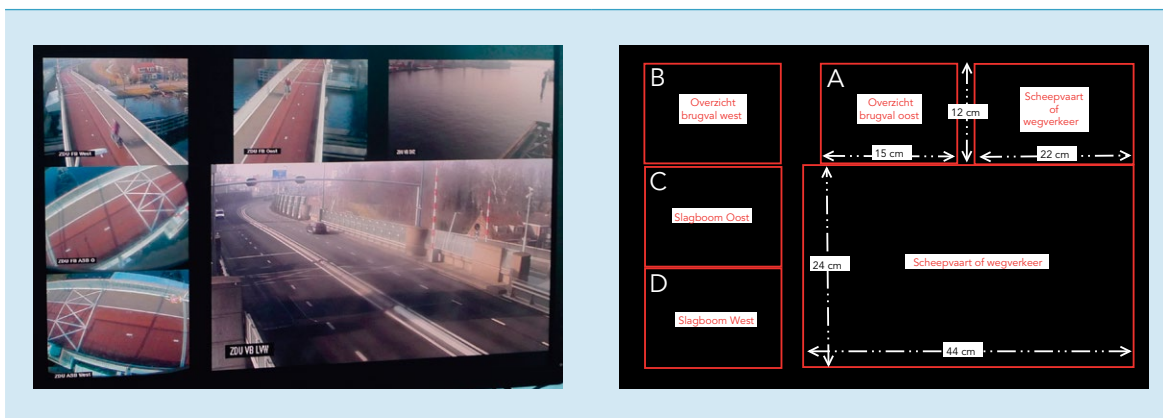 ZDU FB West
ZDU FB Oost
ZDU FB ASB O
ZDU ASB West
ZDU VB LVW
B
Overzicht
brugval west
A
Overzicht
brugval oost
12 cm
Scheepvaart
of
wegverkeer
15 cm
22 cm
C
Slagboom Oost
24 cm
Scheepvaart of wegverkeer
D
Slagboom West
44 cm